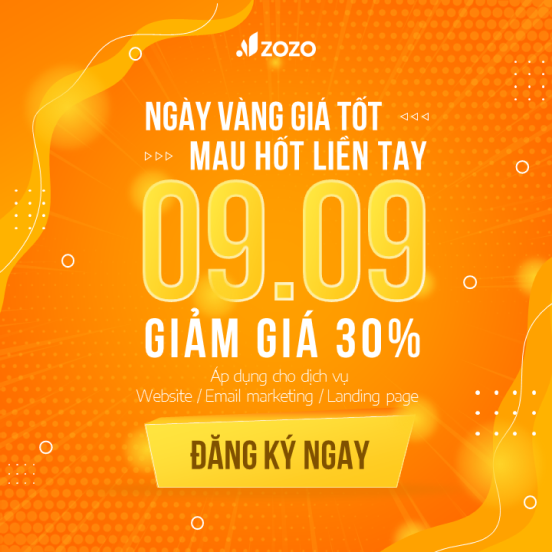 ZOZO
NGÀY VÀNG GIÁ TỐT
MAU HỐT LIỀN TAY
09.09
GIẢM GIÁ 30%
Áp dụng cho dịch vụ
Website / Email marketing / Landing page
ĐĂNG KÝ NGAY